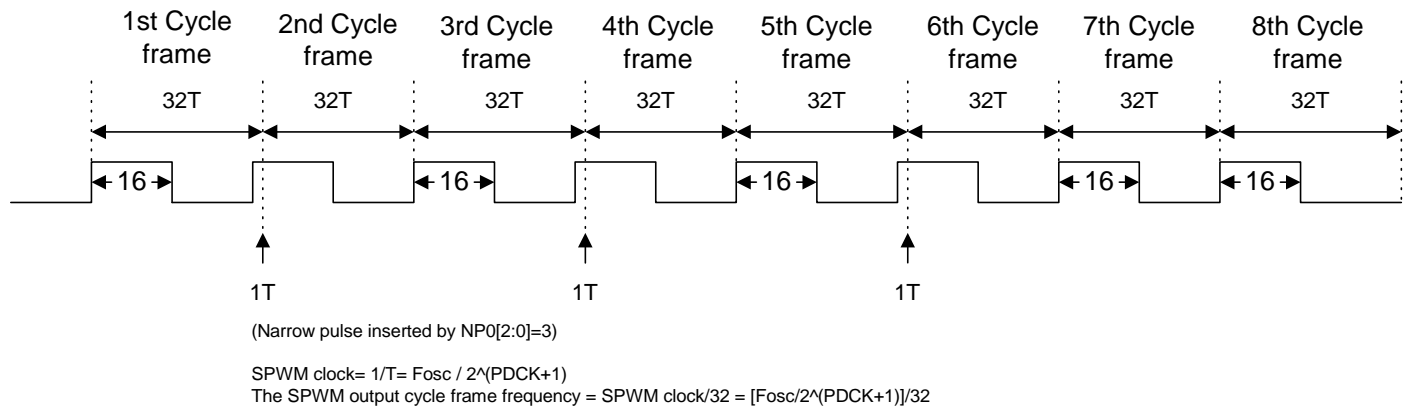 1st Cycle
frame
2nd Cycle
frame
3rd Cycle
frame
4th Cycle
frame
5th Cycle
frame
6th Cycle
frame
7th Cycle
frame
8th Cycle
frame
32T
32T
32T
32T
32T
32T
32T
32T
16
16
16
16
16
1T
1T
1T
(Narrow pulse inserted by NP0[2:0]=3)
SPWM clock= 1/T= Fosc / 2^(PDCK+1)
The SPWM output cycle frame frequency = SPWM clock/32 = [Fosc/2^(PDCK+1)]/32